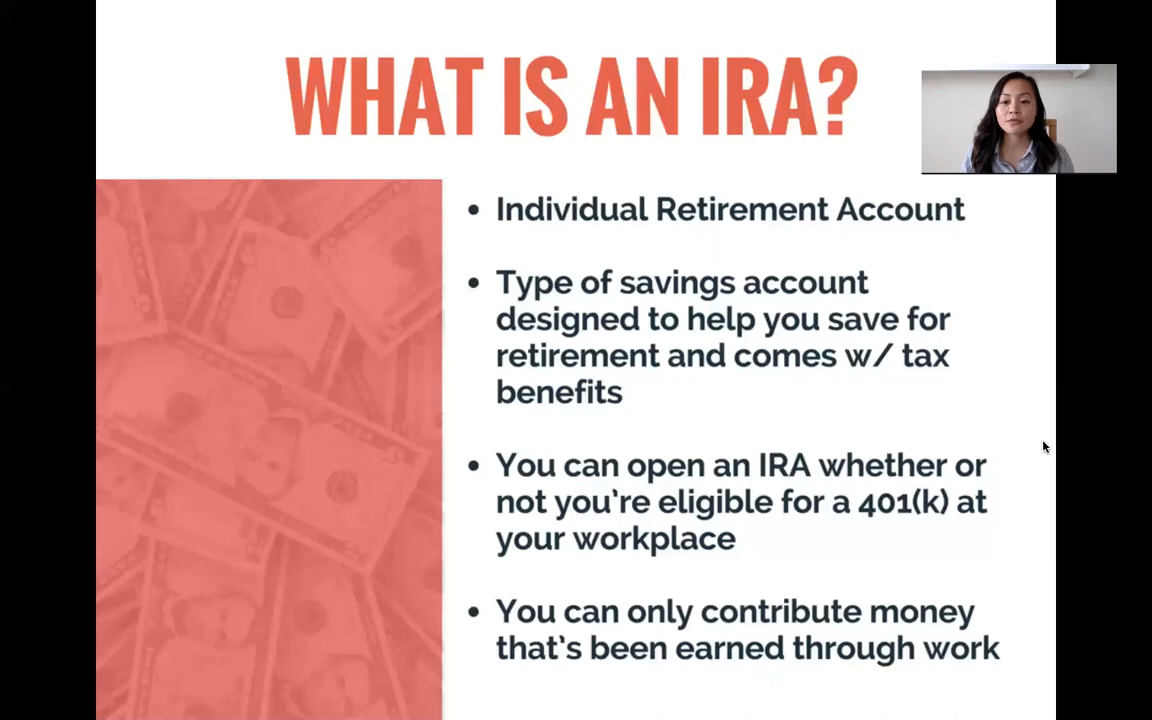 WHAT IS AN IRA?
• Individual Retirement Account
• Type of savings account
designed to help you save for
retirement and comes w/ tax
benefits
• You can open an IRA whether or
not you're eligible for a 401(k) at
your workplace
• You can only contribute money
that's been earned through work